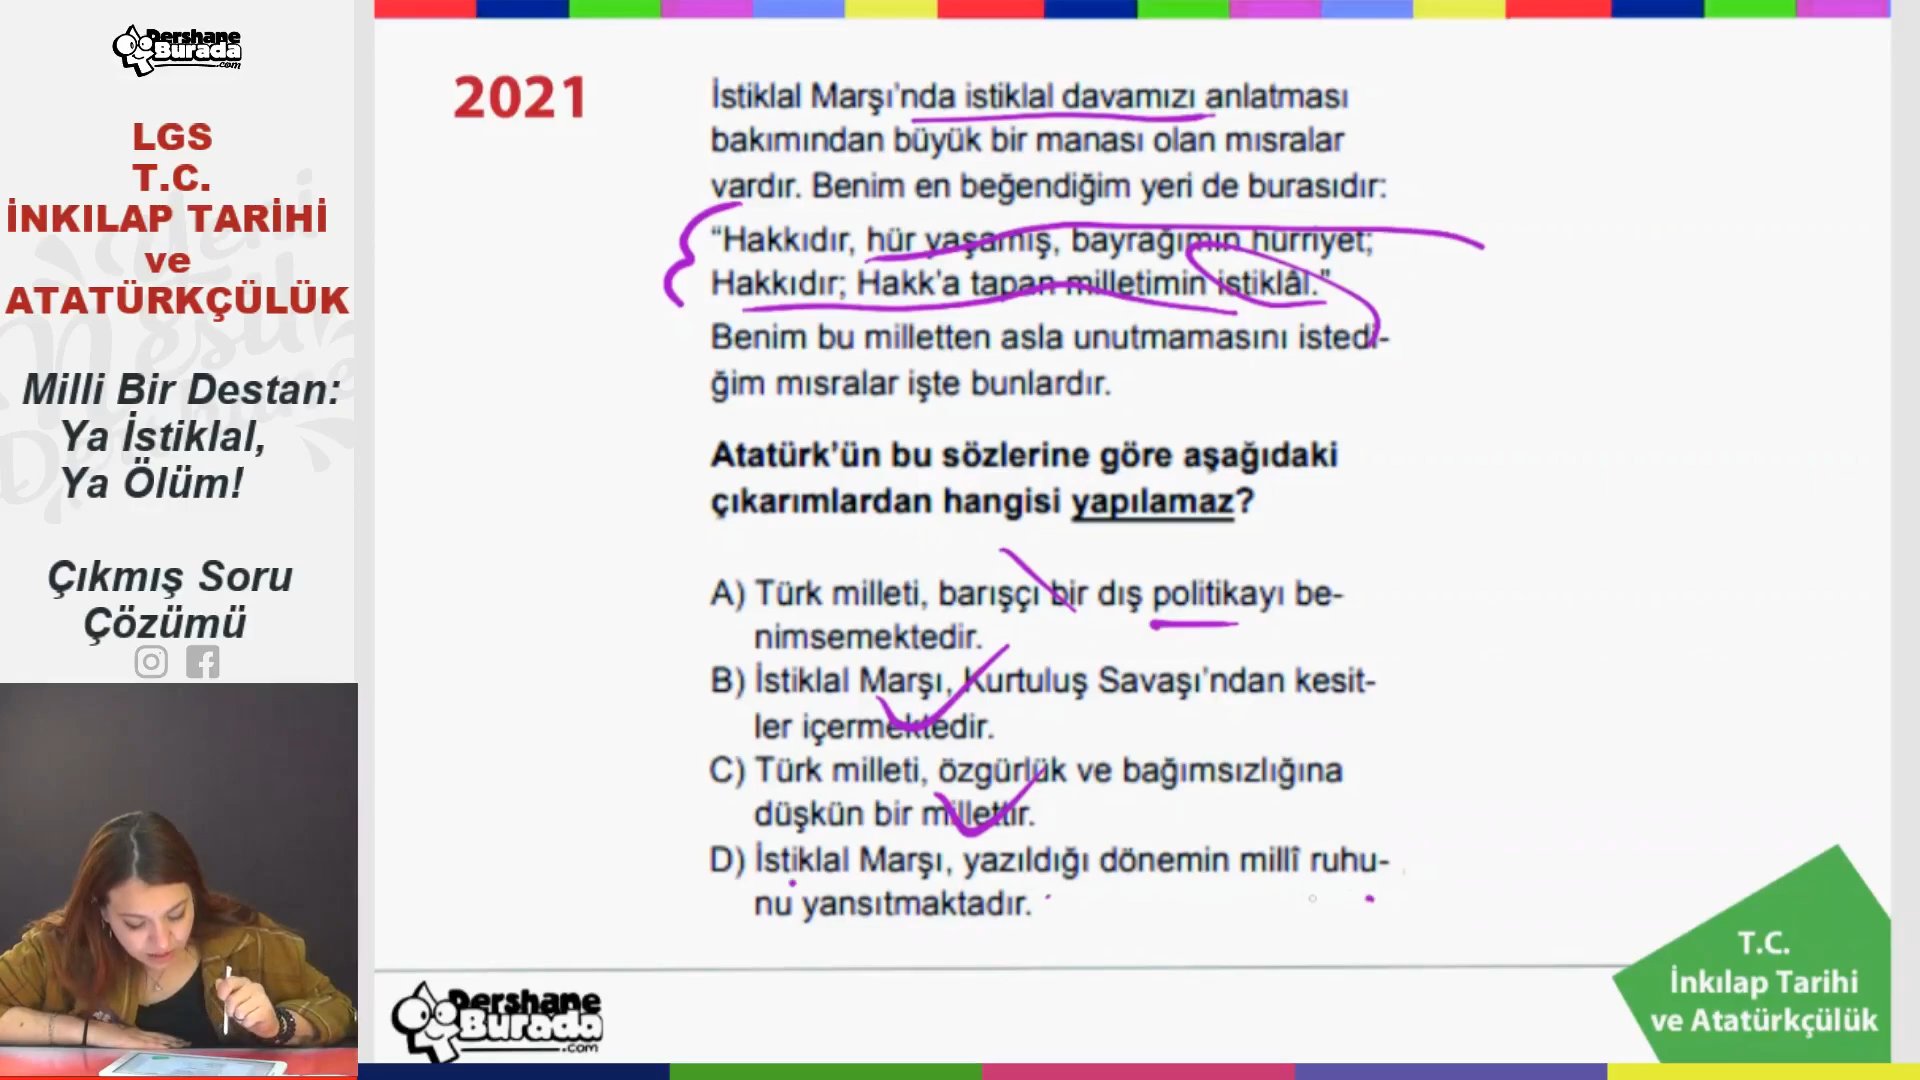 Dershane
Burada
.com
LGS
T.C.
İNKILAP TARİHİ
ve
ATATÜRKÇÜLÜK
Milli Bir Destan:
Ya İstiklal,
Ya Ölüm!
Çıkmış Soru
Çözümü
2021
İstiklal Marşı’nda istiklal davamızı anlatması
bakımından büyük bir manası olan mısralar
vardır. Benim en beğendiğim yeri de burasıdır:
“Hakkıdır, hür yaşamış, bayrağımın hürriyet;
Hakkıdır; Hakk’a tapan milletimin istiklâl.”
Benim bu milletten asla unutmamasını istedi-
ğim mısralar işte bunlardır.
Atatürk’ün bu sözlerine göre aşağıdaki
çıkarımlardan hangisi yapılamaz?
A) Türk milleti, barışçı bir dış politikayı be-
nimsemektedir.
B) İstiklal Marşı, Kurtuluş Savaşı’ndan kesit-
ler içermektedir.
C) Türk milleti, özgürlük ve bağımsızlığına
düşkün bir millettir.
D) İstiklal Marşı, yazıldığı dönemin millî ruhu-
nu yansıtmaktadır.
Dershane
Burada
.com
T.C.
İnkılap Tarihi
ve Atatürkçülük